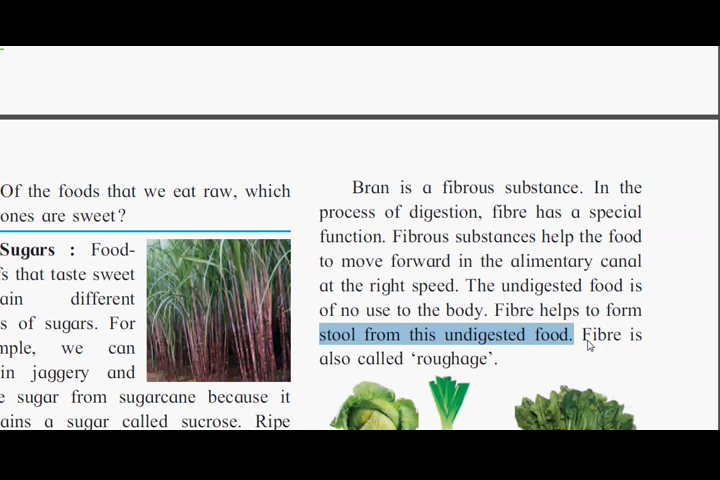 Of the foods that we eat raw, which
ones are sweet?
Sugars : Food-
fs that taste sweet
ain different
s of sugars. For
mple, we can
in jaggery and
e sugar from sugarcane because it
ains a sugar called sucrose. Ripe
Bran is a fibrous substance. In the
process of digestion, fibre has a special
function. Fibrous substances help the food
to move forward in the alimentary canal
at the right speed. The undigested food is
of no use to the body. Fibre helps to form
stool from this undigested food. Fibre is
also called ‘roughage’.